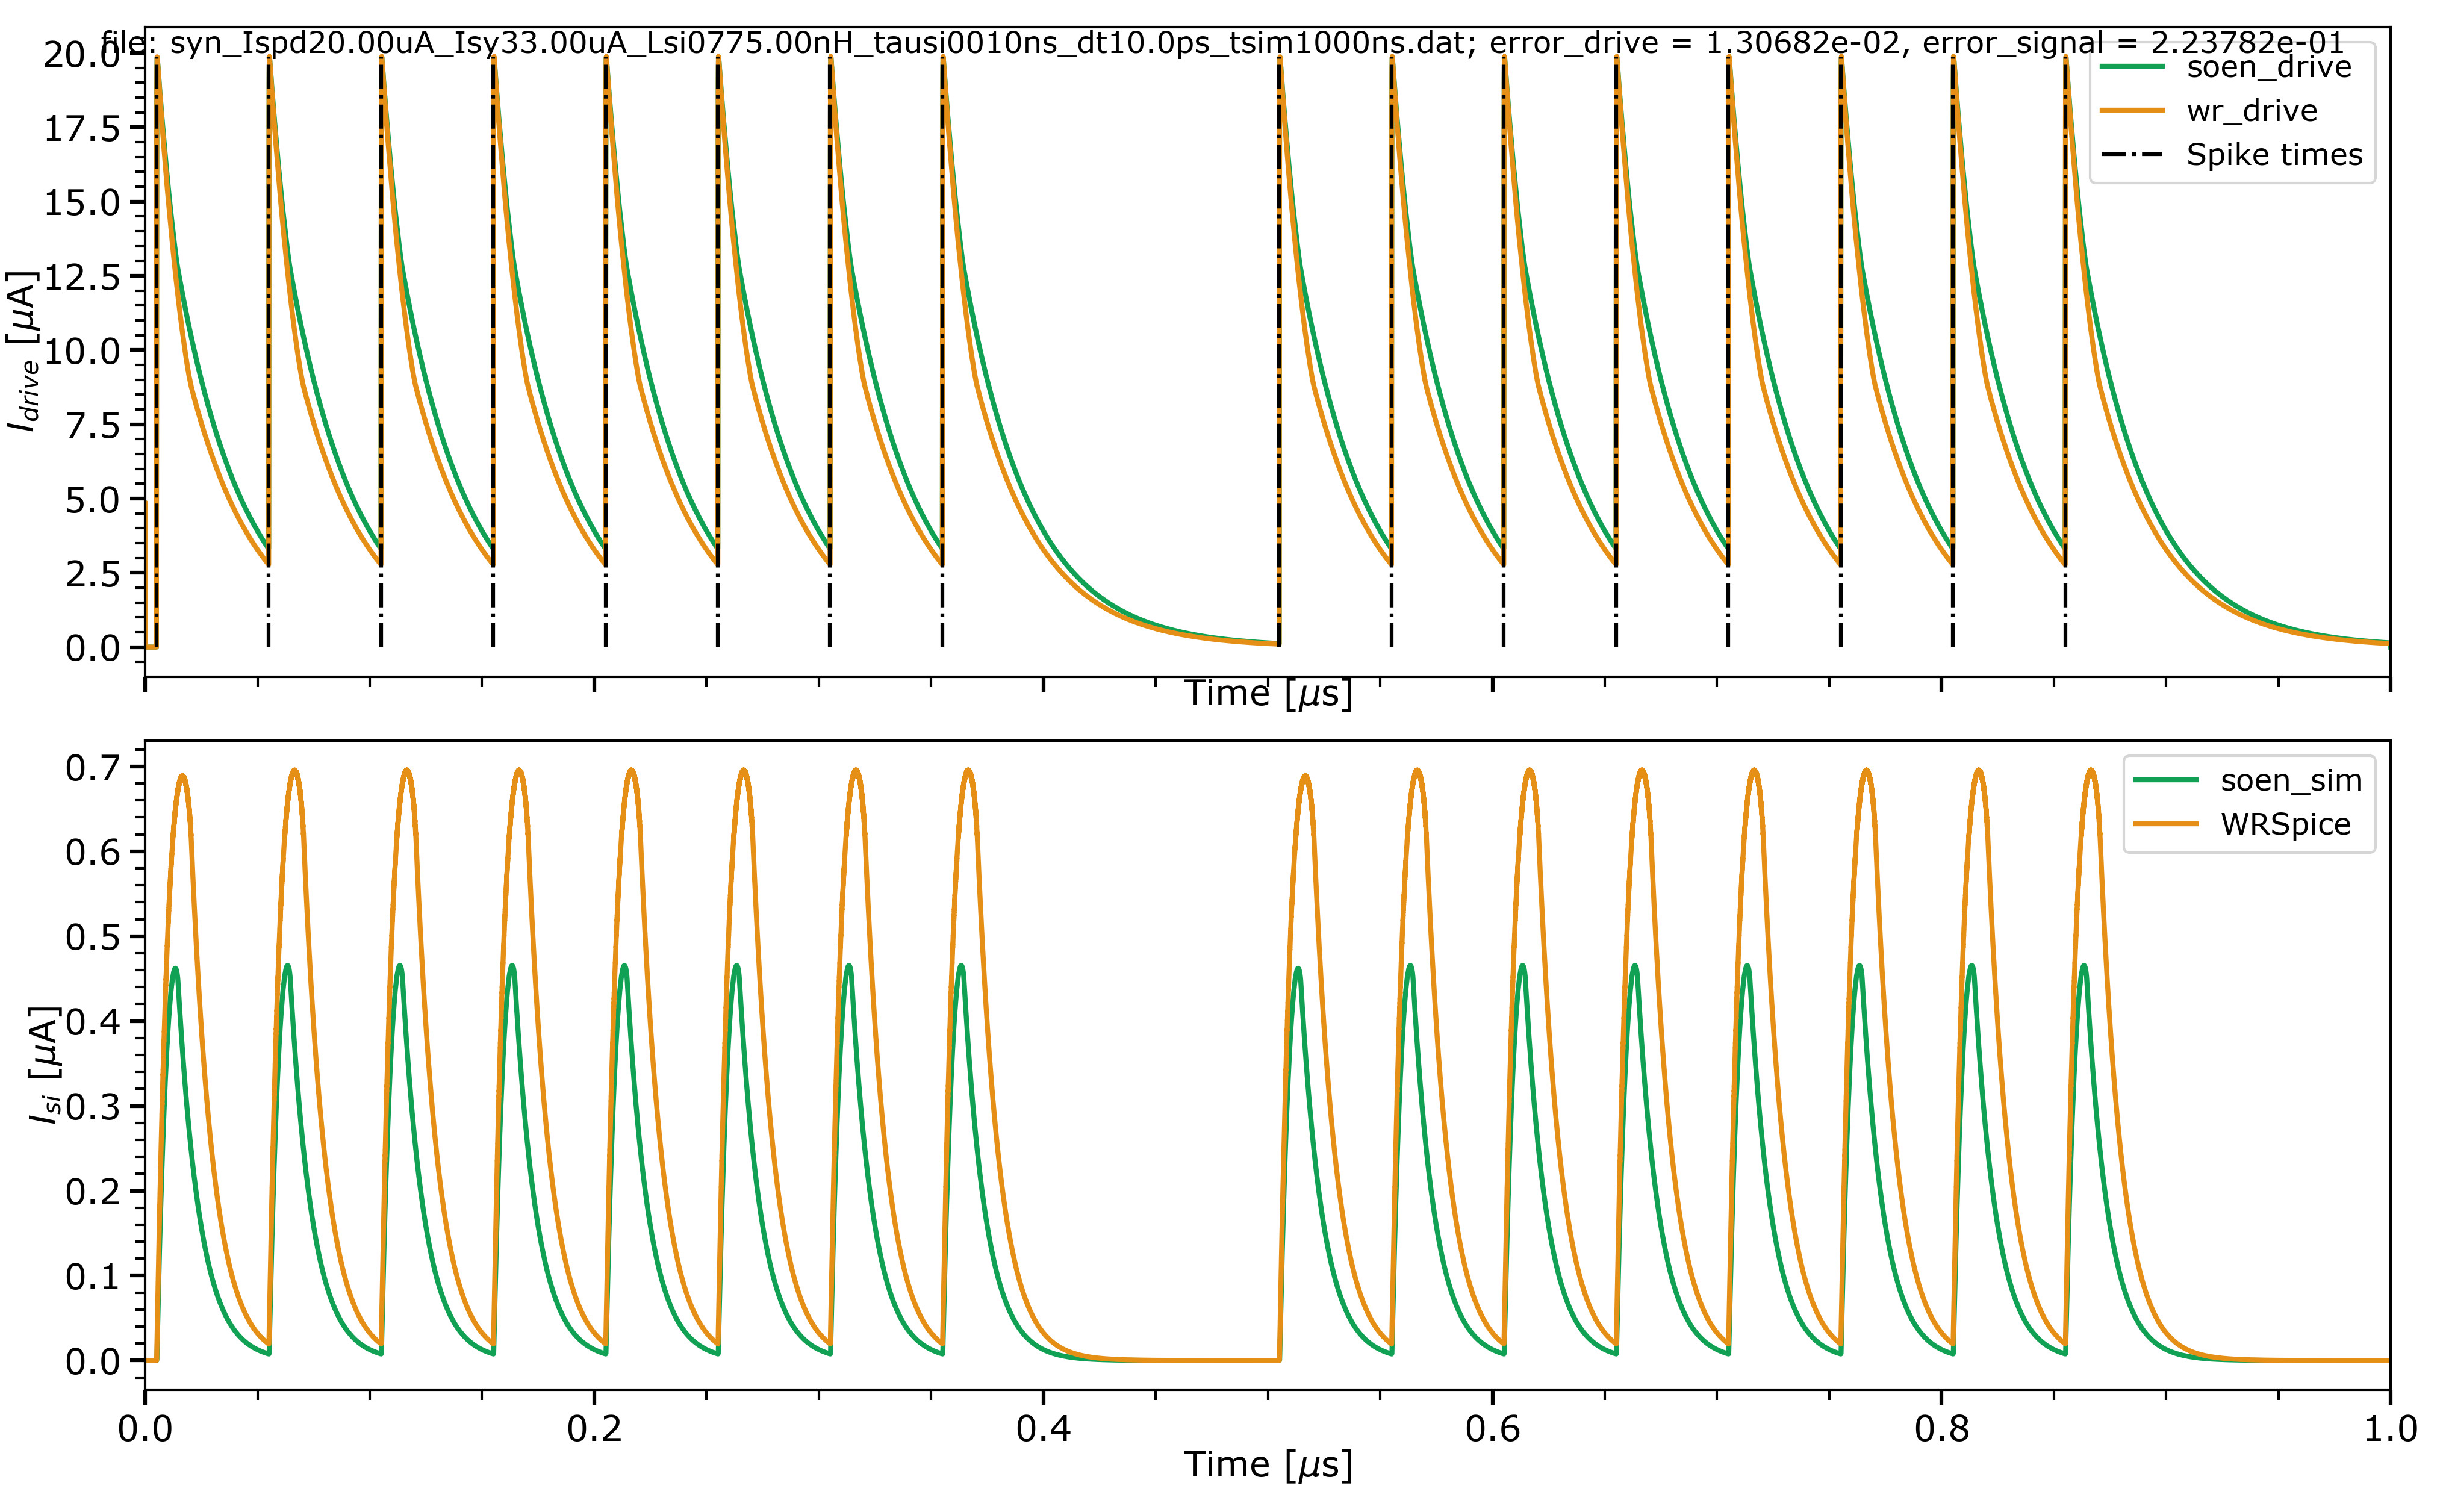 file: syn_Ispd20.00uA_Isy33.00uA_Lsi0775.00nH_tausi0010ns_dt10.0ps_tsim1000ns.dat; error_drive = 1.30682e-02, error_signal = 2.23782e-01
20.0
17.5
15.0
12.5
10.0
7.5
5.0
2.5
0.0
I_drive [μA]
soen_drive
wr_drive
Spike times
Time [μs]
0.7
0.6
0.5
0.4
0.3
0.2
0.1
0.0
I_si [μA]
soen_sim
WRSpice
0.0 0.2 0.4 0.6 0.8 1.0
Time [μs]